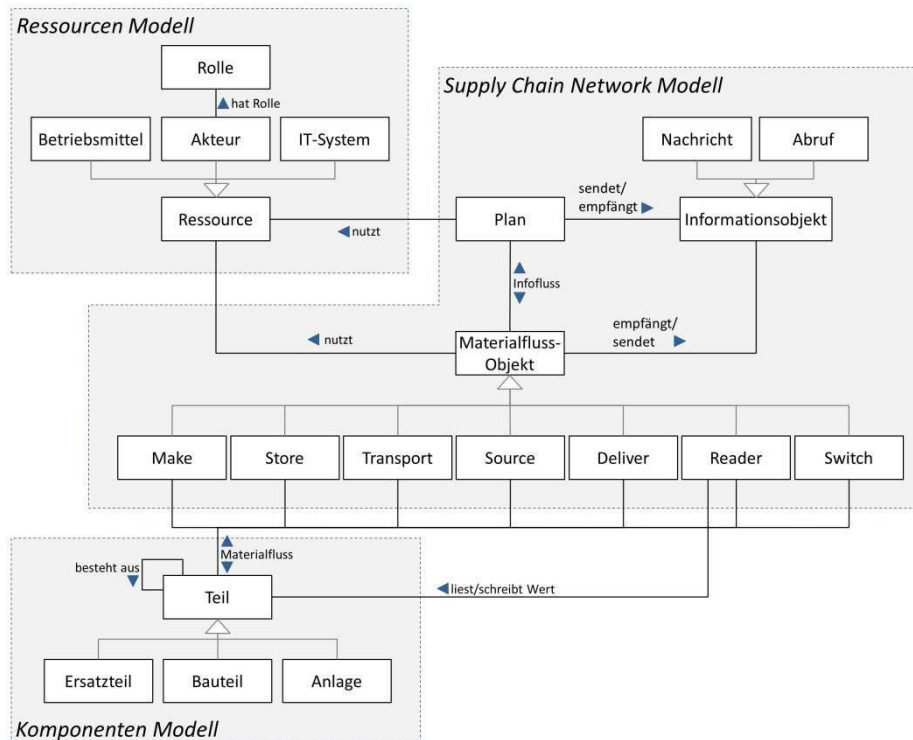 Ressourcen Modell
Rolle
hat Rolle
Betriebsmittel
Akteur
IT-System
Ressource
nutzt
Supply Chain Network Modell
Nachricht
Abruf
sendet/
empfängt
Plan
Informationsobjekt
Infofluss
nutzt
Materialfluss-
Objekt
empfängt/
sendet
Make
Store
Transport
Source
Deliver
Reader
Switch
Materialfluss
besteht aus
Teil
liest/schreibt Wert
Ersatzteil
Bauteil
Anlage
Komponenten Modell